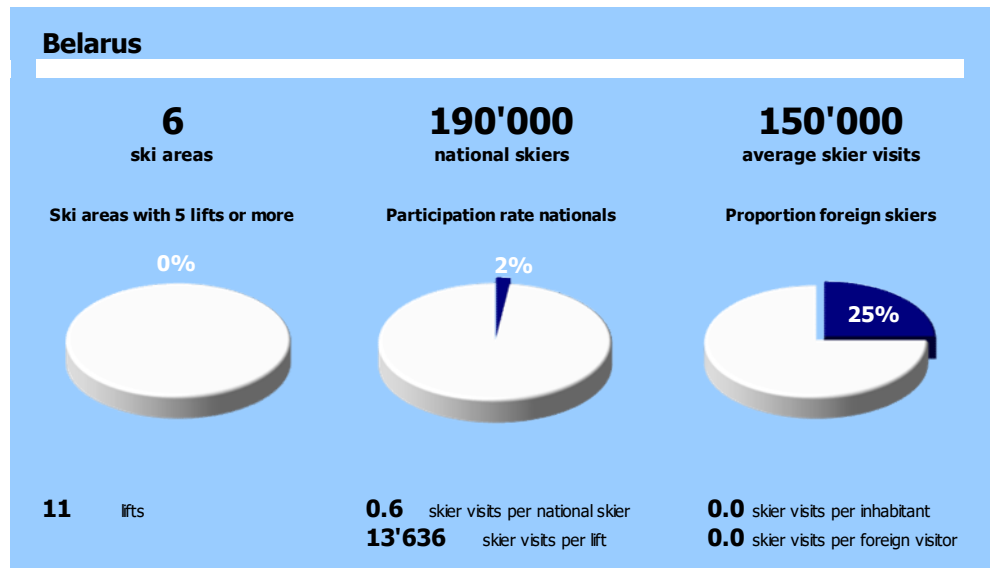 Belarus
6
ski areas
190'000
national skiers
150'000
average skier visits
Ski areas with 5 lifts or more
Participation rate nationals
Proportion foreign skiers
0%
2%
25%
11 lifts
0.6 skier visits per national skier
13'636 skier visits per lift
0.0 skier visits per inhabitant
0.0 skier visits per foreign visitor